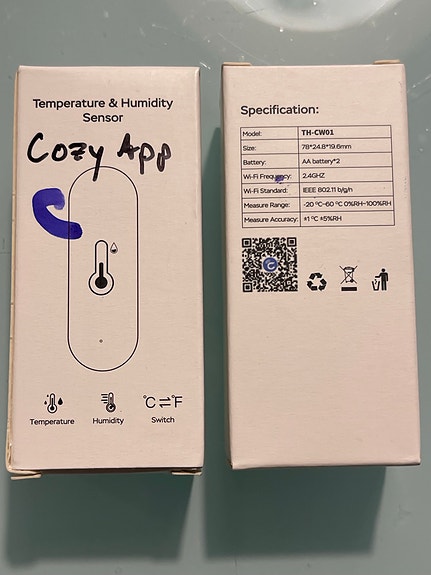 Temperature & Humidity
Sensor
Cozy App
Temperature
Humidity
°C ⇌ °F
Switch
Specification:
Model: TH-CW01
Size: 78*24.8*19.6mm
Battery: AA battery*2
Wi-Fi Frequency: 2.4GHZ
Wi-Fi Standard: IEEE 802.11 b/g/n
Measure Range: -20 °C~60 °C 0%RH~100%RH
Measure Accuracy: ±1 °C ±5%RH